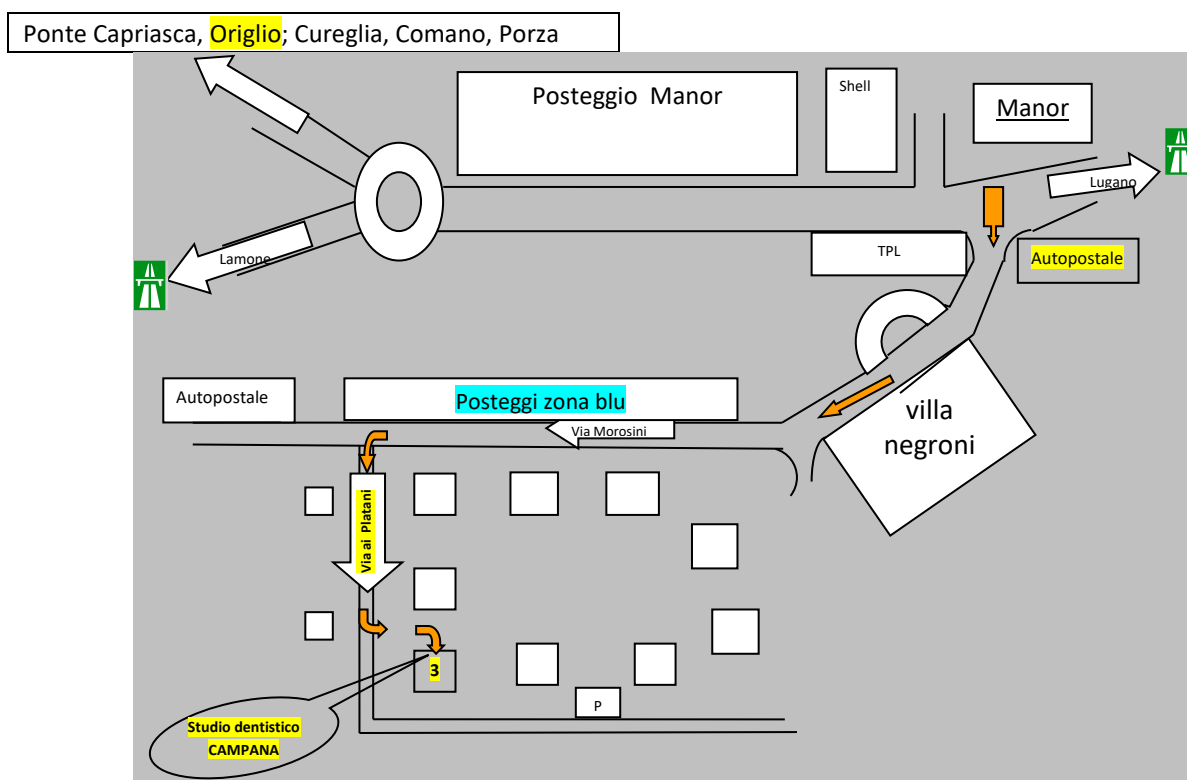 Ponte Capriasca, Origlio; Cureglia, Comano, Porza
Posteggio Manor
Shell
Manor
Lugano
Lamone
TPL
Autopostale
Autopostale
Posteggi zona blu
Via Morosini
villa
negroni
Via ai Platani
3
P
Studio dentistico
CAMPANA